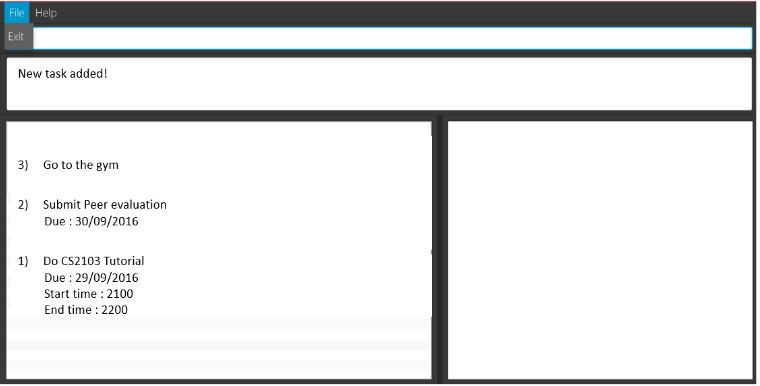 File Help
Exit
New task added!
3) Go to the gym
2) Submit Peer evaluation
Due : 30/09/2016
1) Do CS2103 Tutorial
Due : 29/09/2016
Start time : 2100
End time : 2200